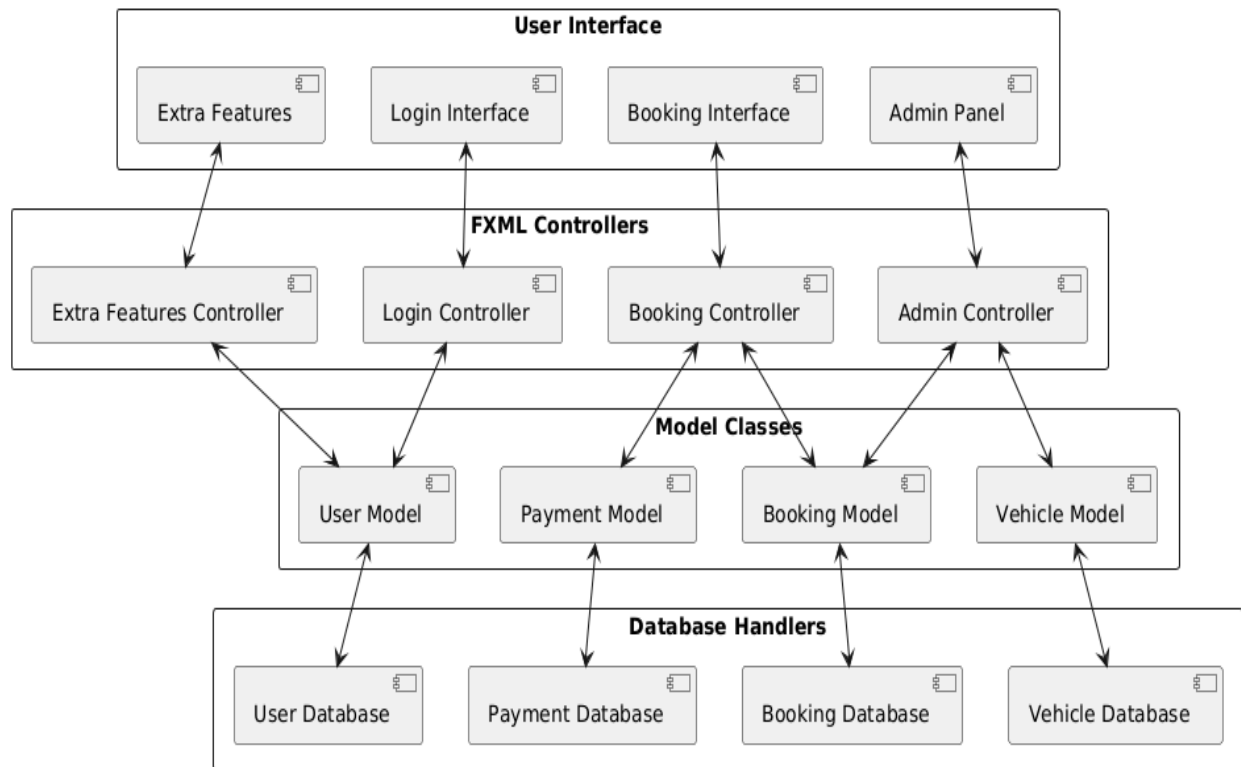 User Interface
Extra Features
Login Interface
Booking Interface
Admin Panel
FXML Controllers
Extra Features Controller
Login Controller
Booking Controller
Admin Controller
Model Classes
User Model
Payment Model
Booking Model
Vehicle Model
Database Handlers
User Database
Payment Database
Booking Database
Vehicle Database